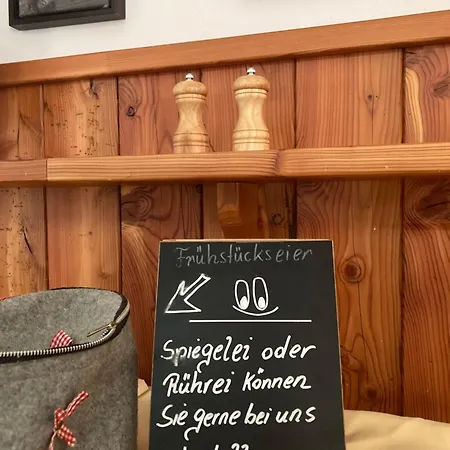 Frühstückseier
Spiegelei oder
Rührei können
Sie gerne bei uns